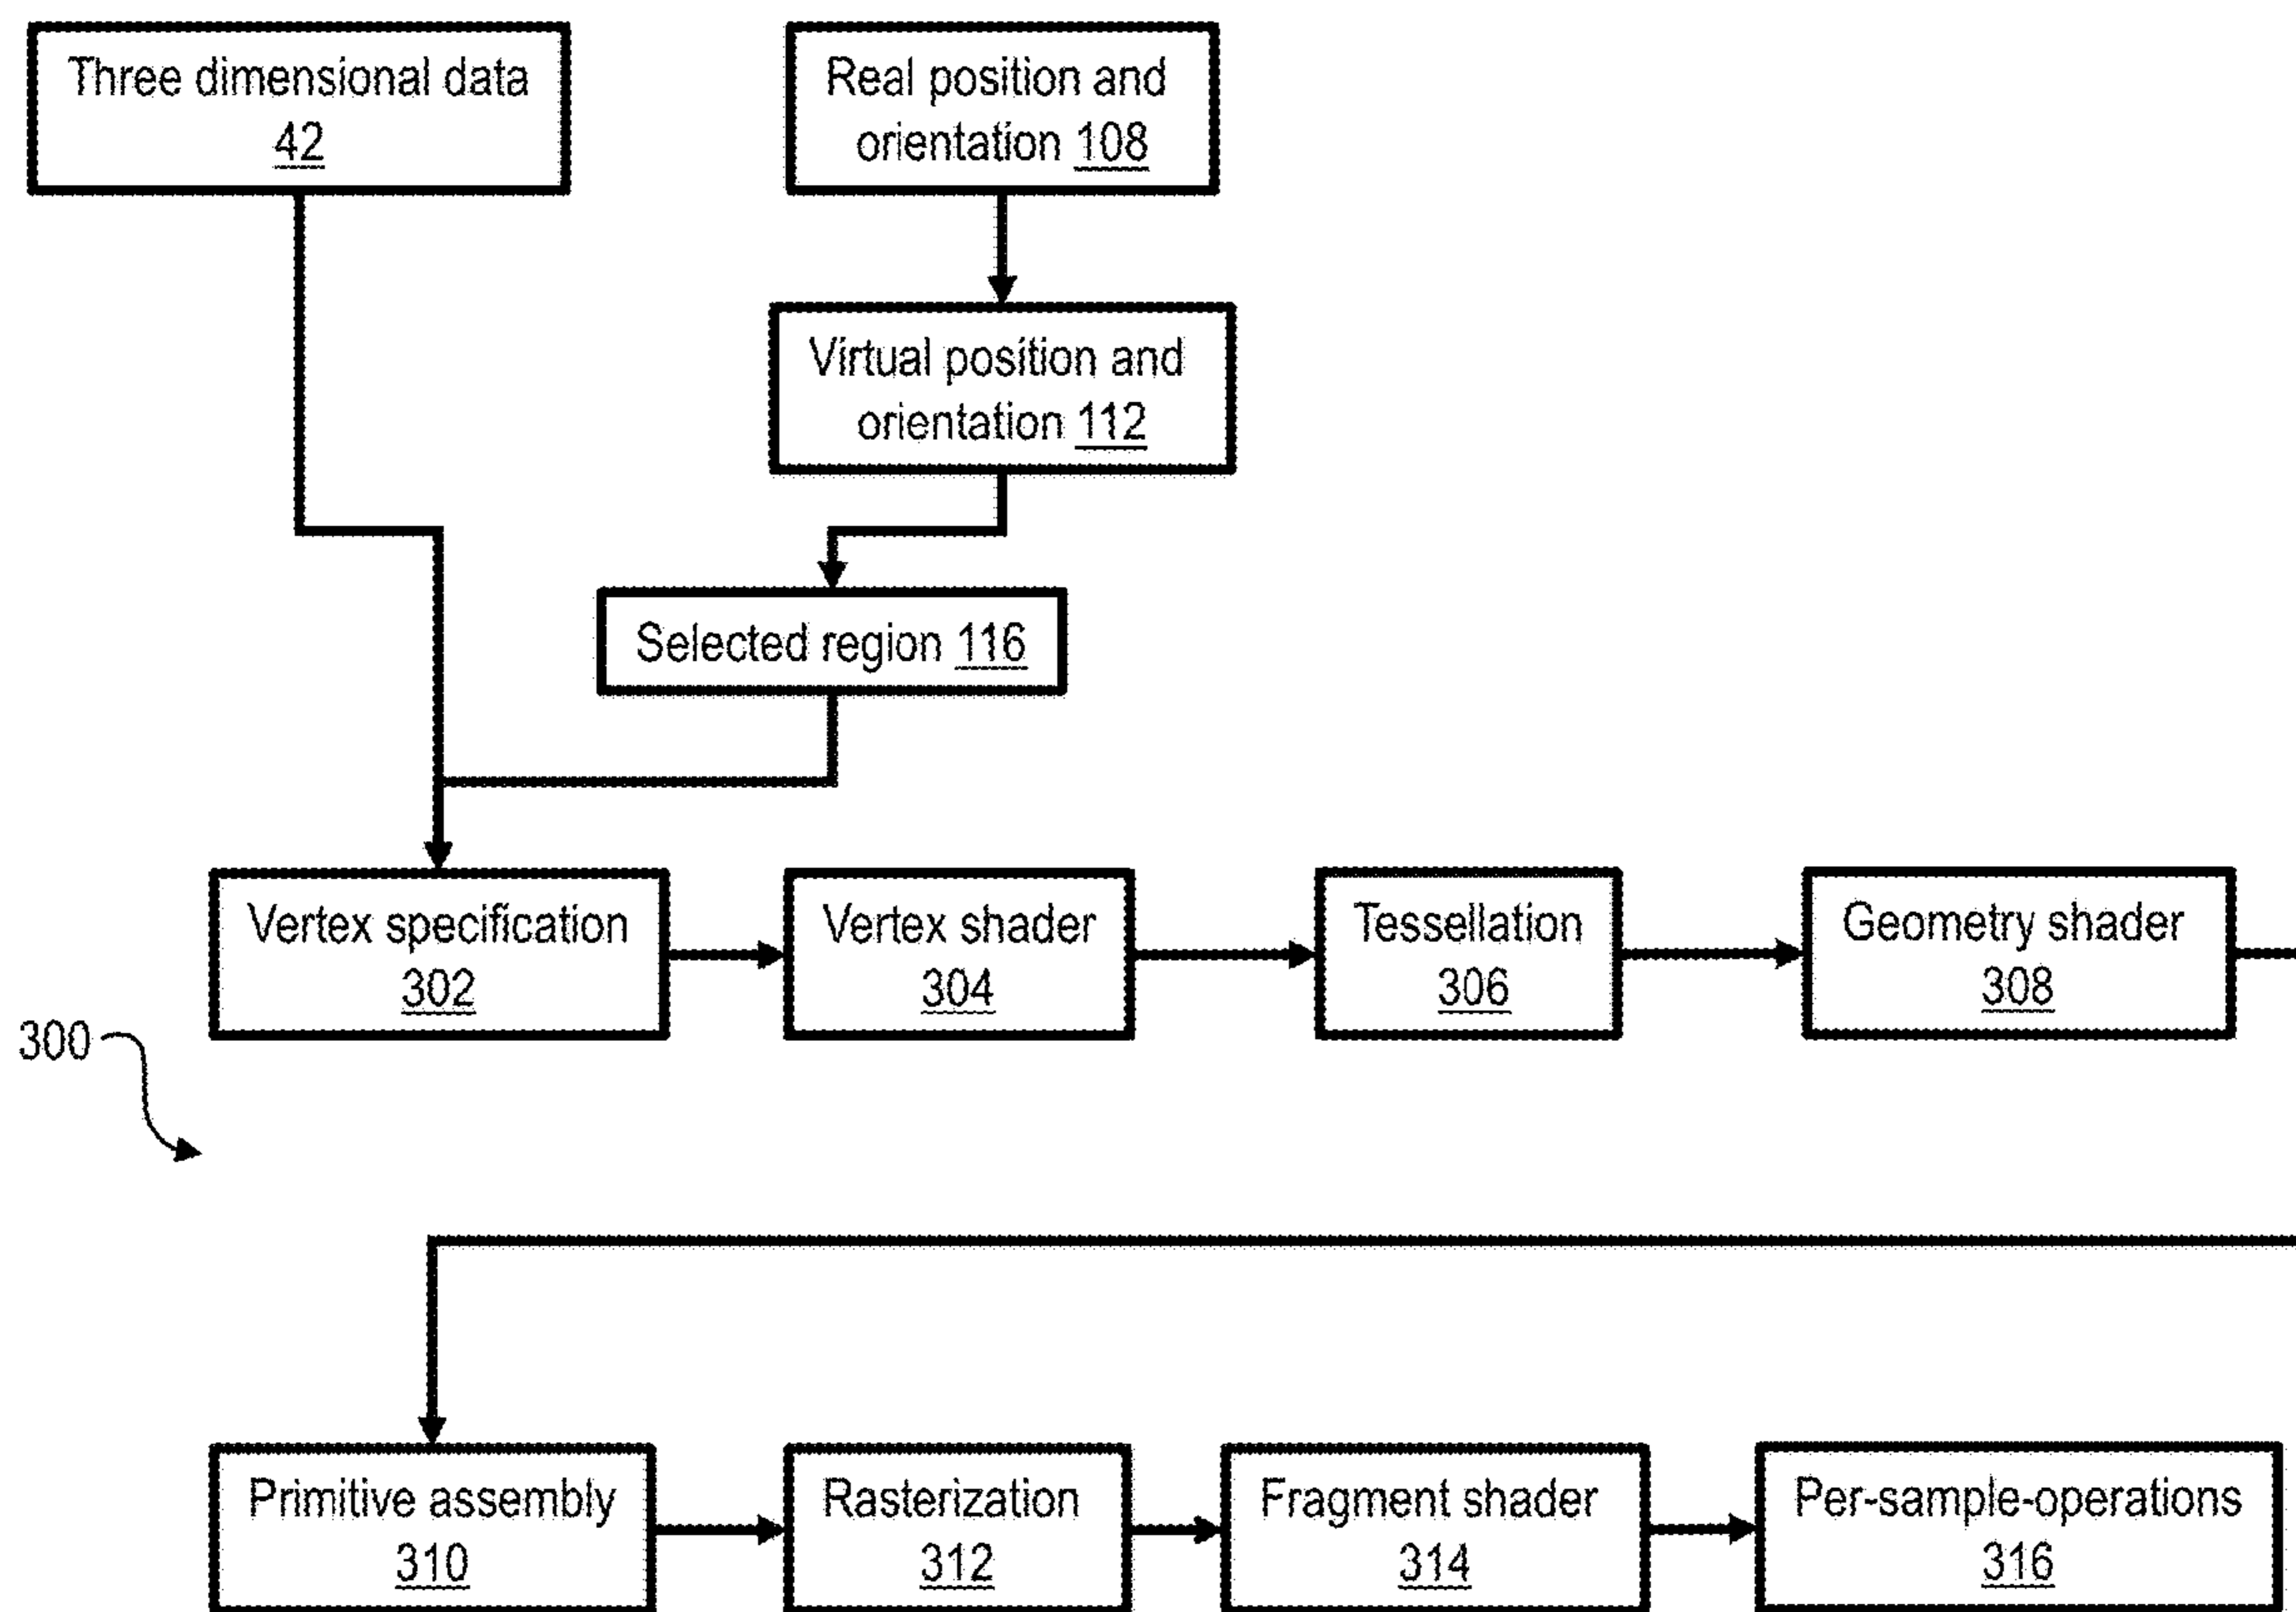 Three dimensional data
42
Real position and
orientation 108
Virtual position and
orientation 112
Selected region 116
Vertex specification
302
Vertex shader
304
Tessellation
306
Geometry shader
308
300
Primitive assembly
310
Rasterization
312
Fragment shader
314
Per-sample-operations
316